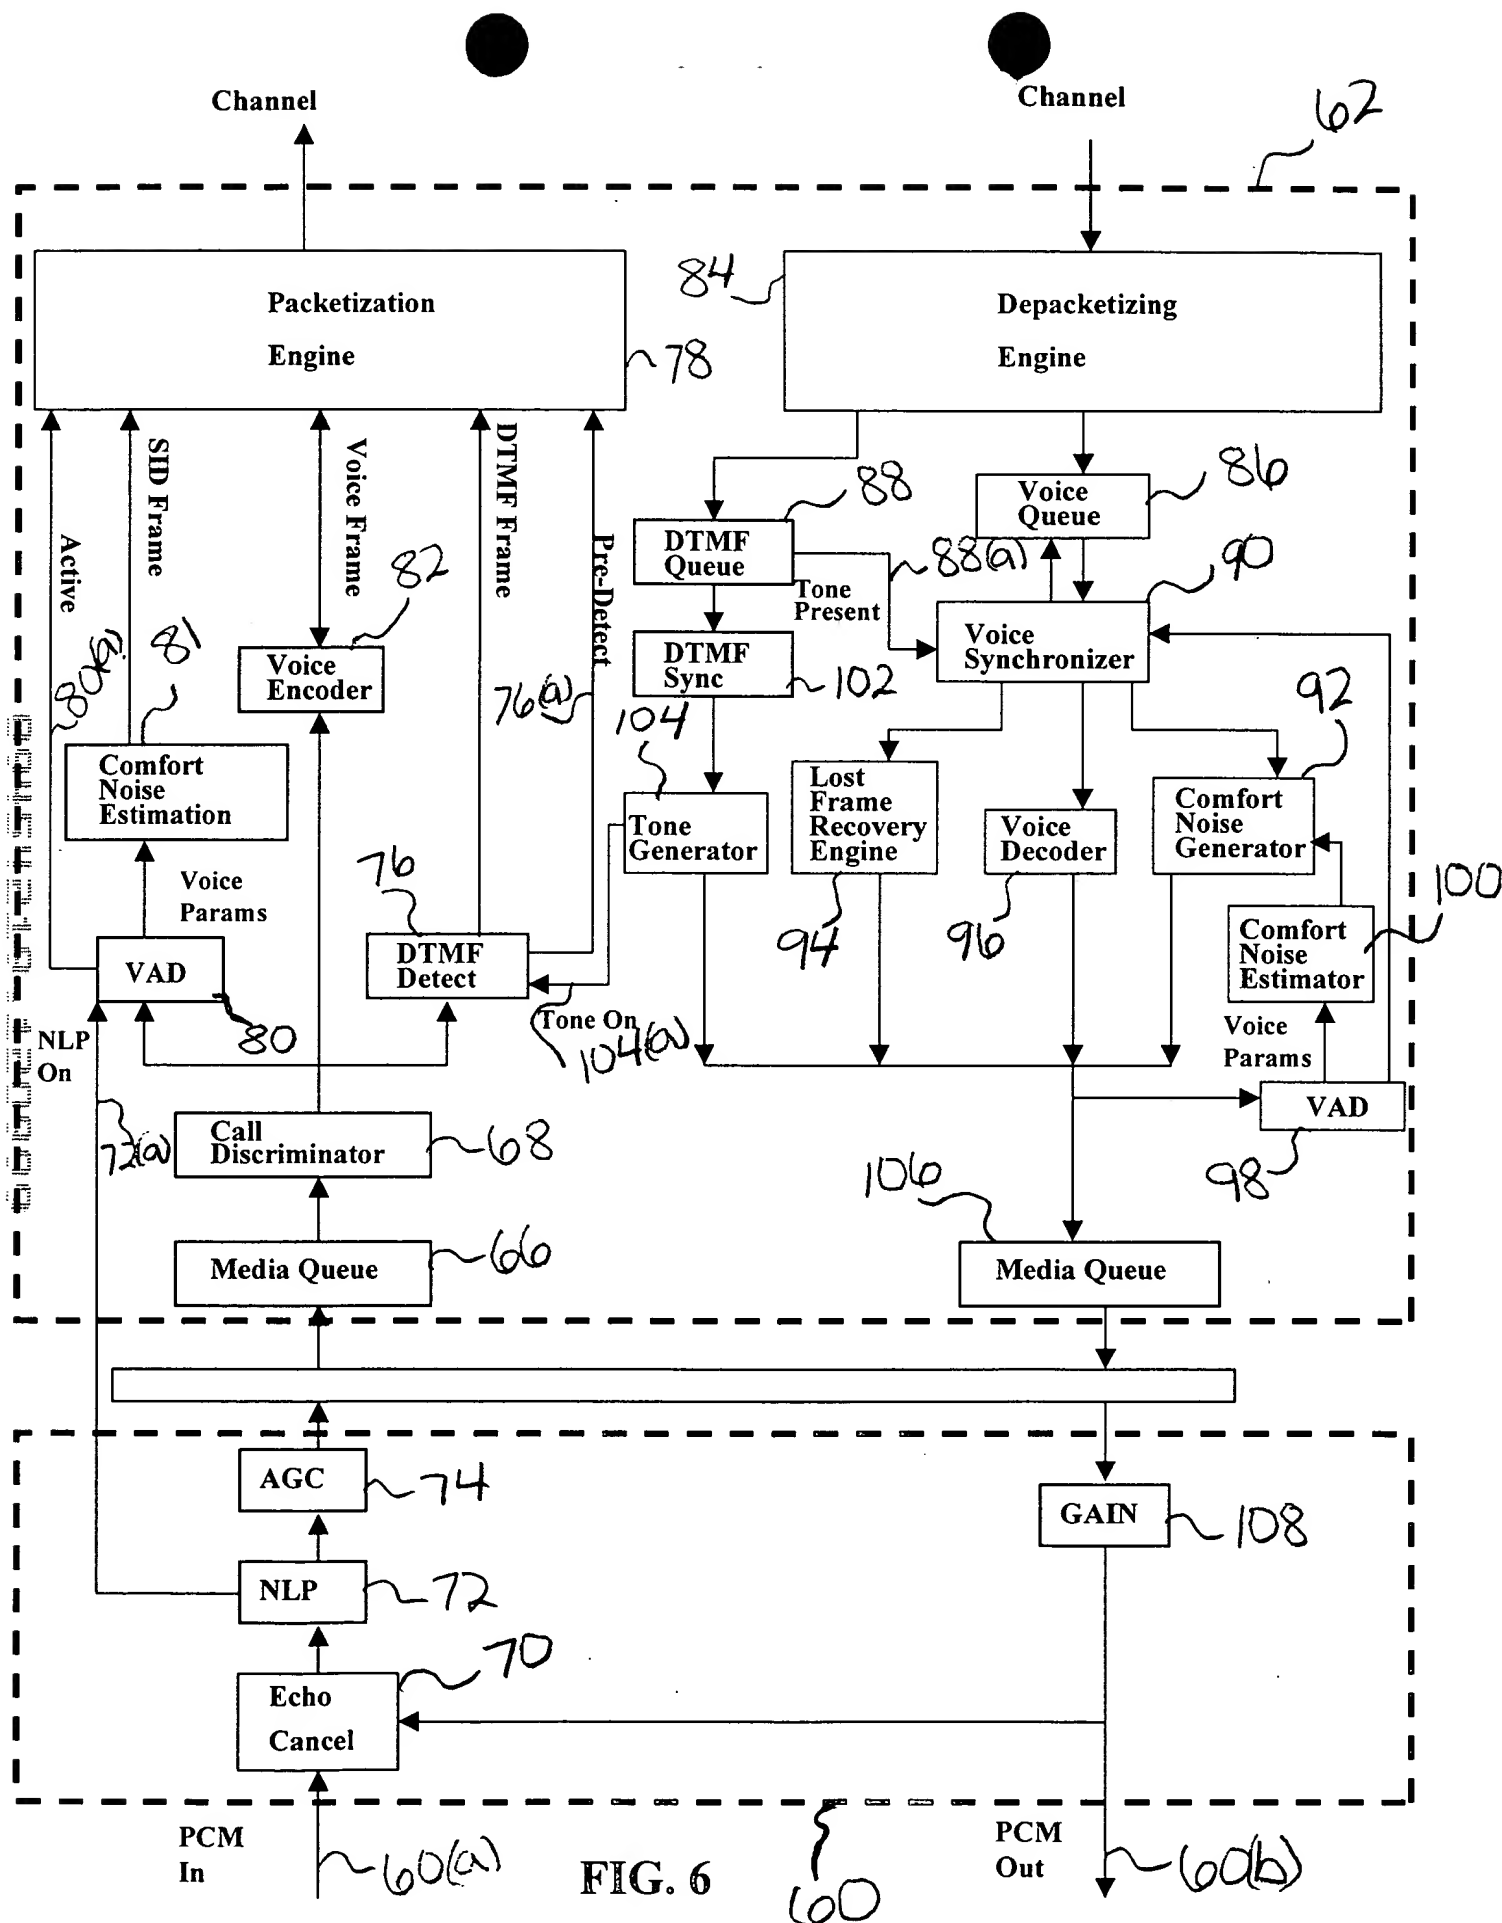 Channel
Channel
62
Packetization
Engine
78
84
Depacketizing
Engine
Active
SID Frame
Voice Frame
DTMF Frame
Pre-Detect
88
86
Voice
Queue
DTMF
Queue
88(a)
Tone
Present
90
82
80(a)
81
Voice
Encoder
76(a)
DTMF
Sync
102
Voice
Synchronizer
92
104
Comfort
Noise
Estimation
Tone
Generator
Lost
Frame
Recovery
Engine
Voice
Decoder
Comfort
Noise
Generator
76
Voice
Params
94
96
100
VAD
DTMF
Detect
Comfort
Noise
Estimator
80
NLP
On
Tone On
104(a)
Voice
Params
72(a)
Call
Discriminator
68
VAD
98
106
Media Queue
66
Media Queue
AGC
74
GAIN
108
NLP
72
70
Echo
Cancel
PCM
In
60(a)
FIG. 6
60
PCM
Out
60(b)